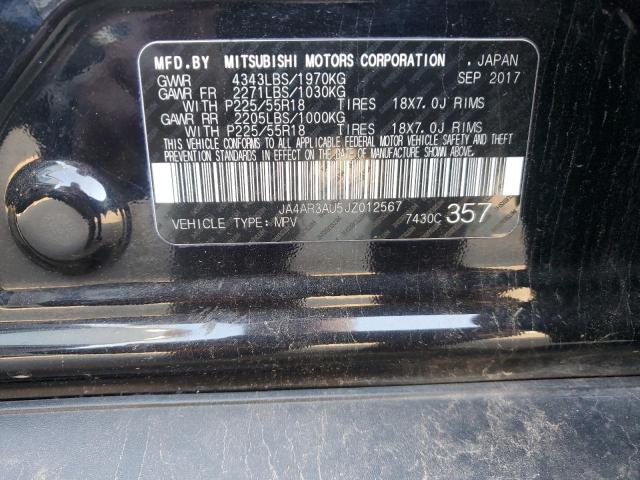 MFD.BY MITSUBISHI MOTORS CORPORATION . JAPAN
GVWR 4343LBS/1970KG SEP 2017
GAWR FR 2271LBS/1030KG
WITH P225/55R18 TIRES 18X7.0J RIMS
GAWR RR 2205LBS/1000KG
WITH P225/55R18 TIRES 18X7.0J RIMS
THIS VEHICLE CONFORMS TO ALL APPLICABLE FEDERAL MOTOR VEHICLE SAFETY AND THEFT
PREVENTION STANDARDS IN EFFECT ON THE DATE OF MANUFACTURE SHOWN ABOVE.
JA4AR3AU5JZ012567
VEHICLE TYPE: MPV 7430C 357